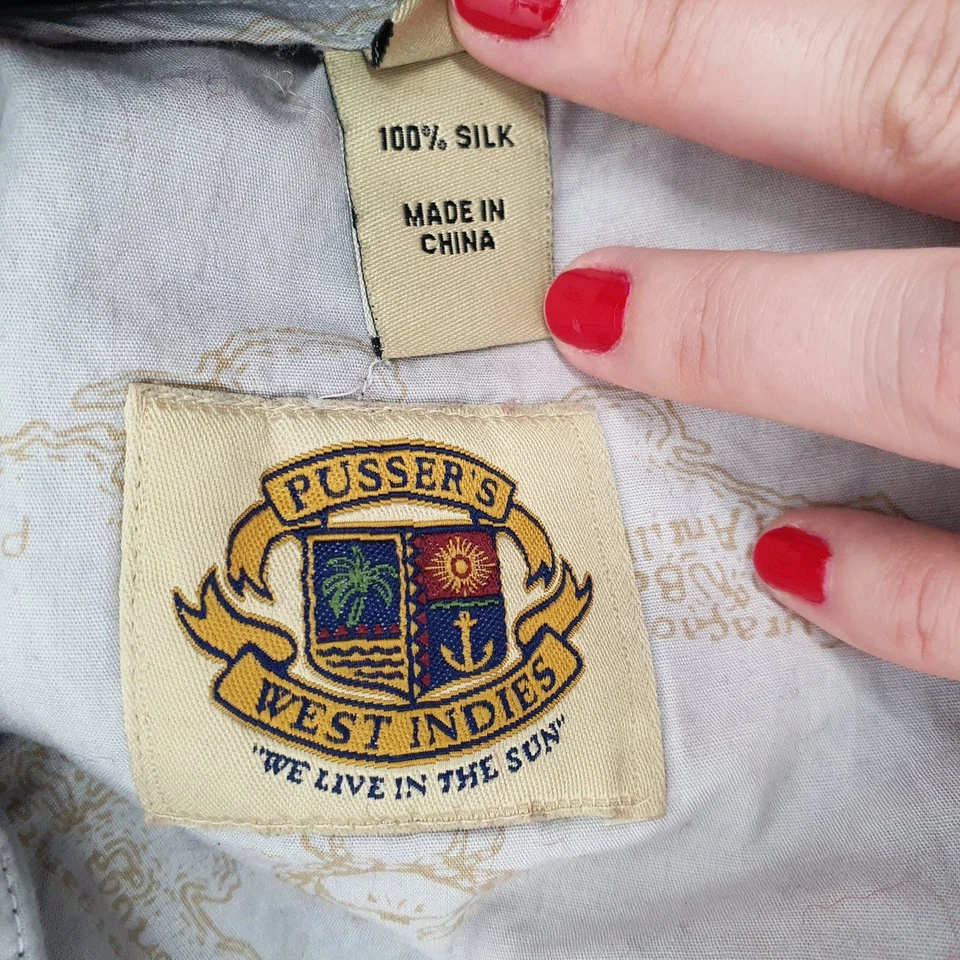 100% SILK
MADE IN
CHINA
PUSSER'S
WEST INDIES
"WE LIVE IN THE SUN"